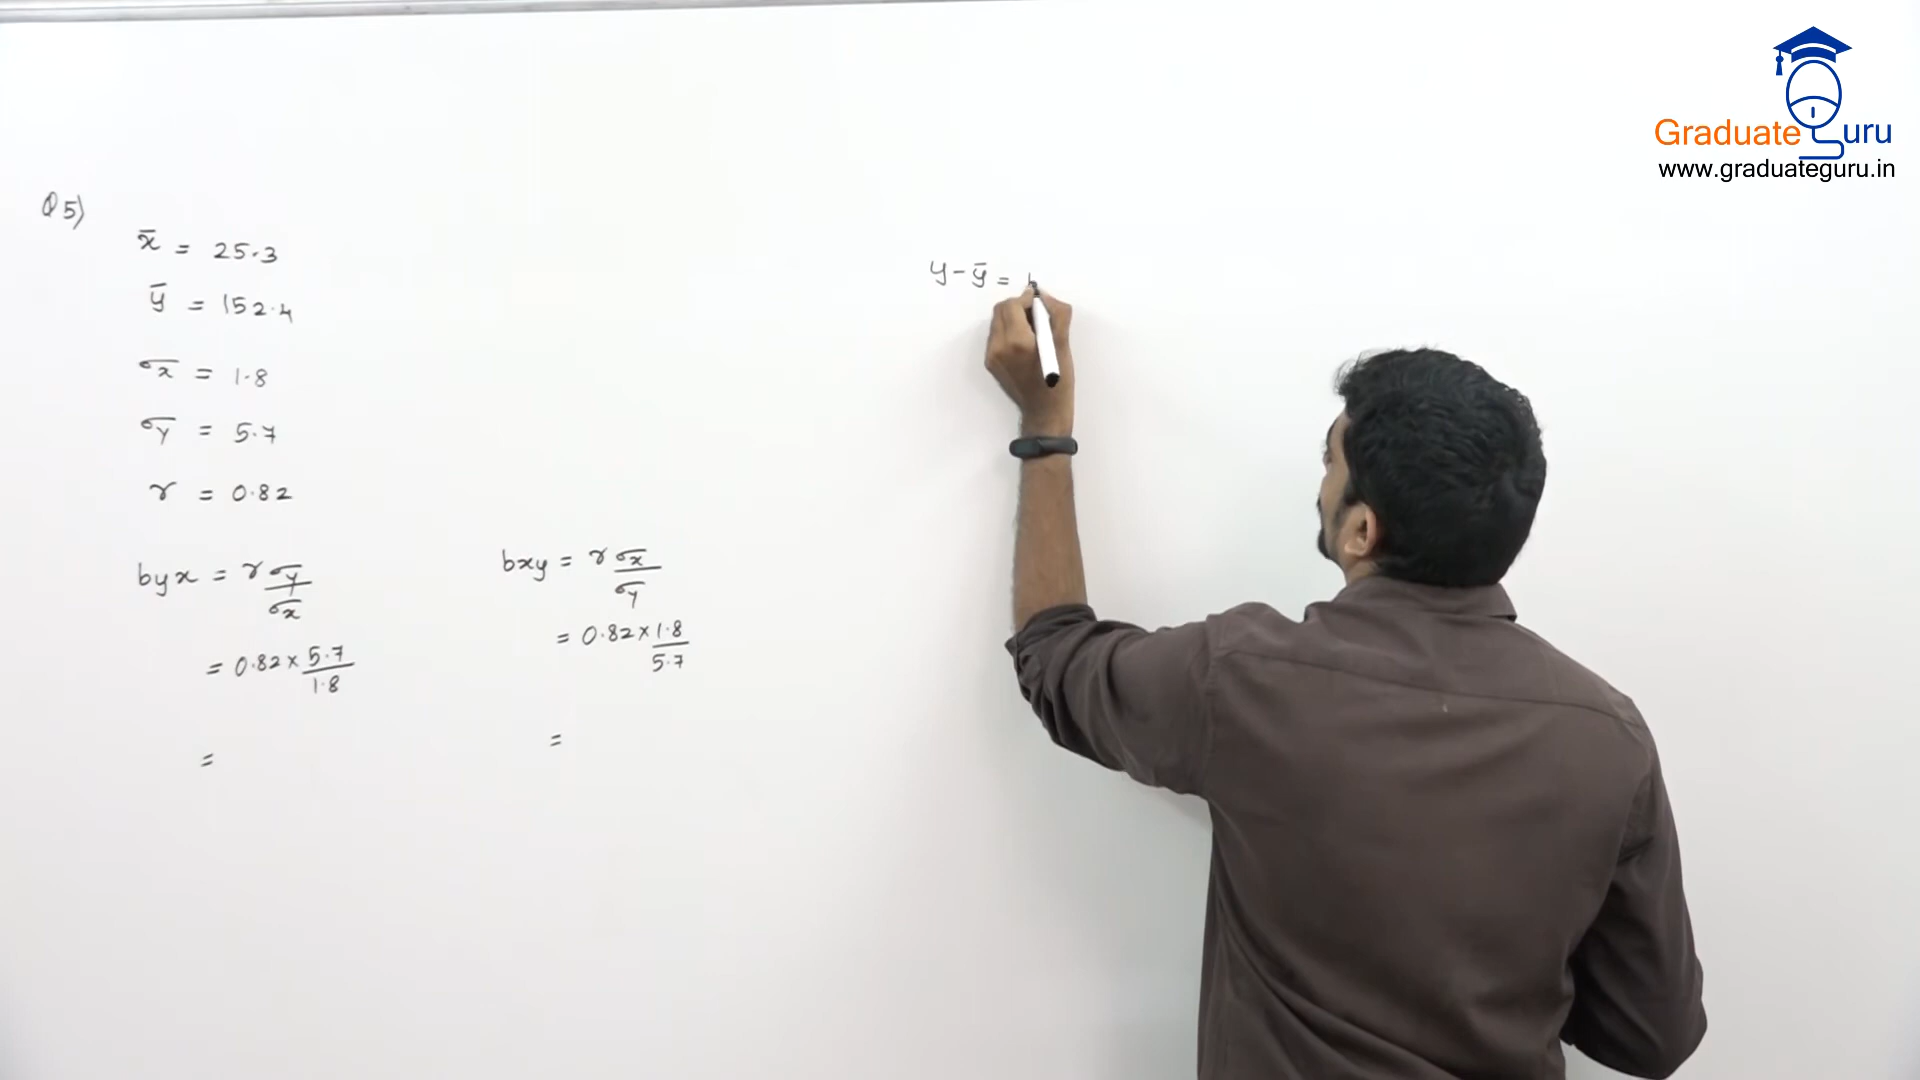 Q5)
x̄ = 25.3
ȳ = 152.4
σx = 1.8
σy = 5.7
r = 0.82
byx = r σy/σx
= 0.82 × 5.7/1.8
=
bxy = r σx/σy
= 0.82 × 1.8/5.7
=
y - ȳ =
Graduate Guru
www.graduateguru.in